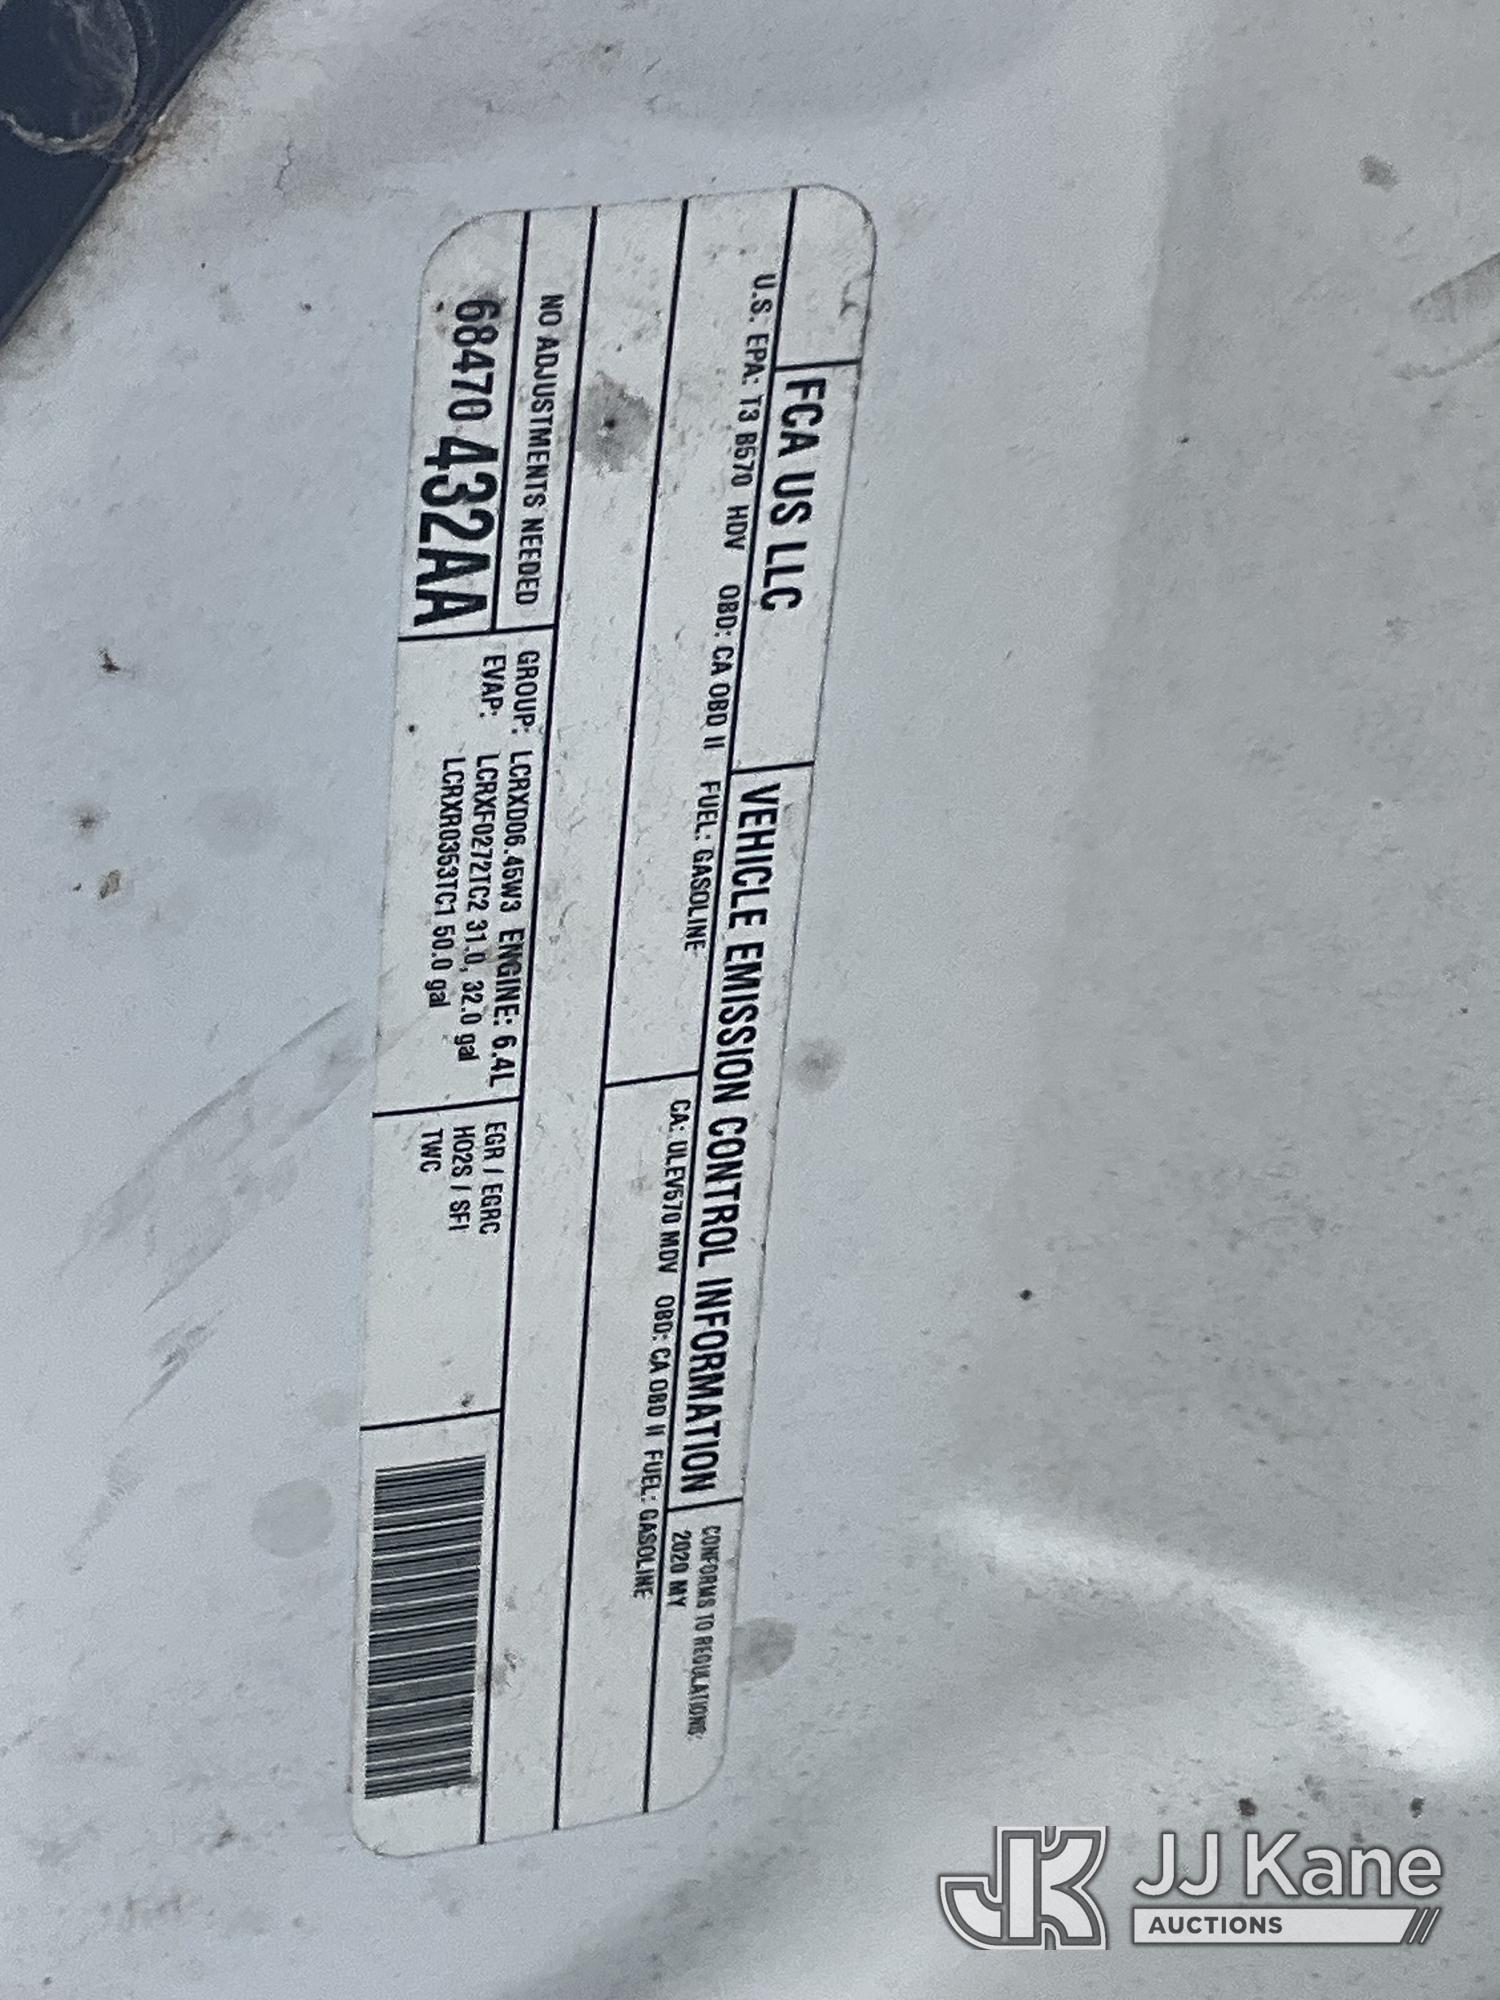 FCA US LLC
VEHICLE EMISSION CONTROL INFORMATION
CONFORMS TO REGULATIONS:
2020 MY
U.S. EPA: T3 B570 HDV OBD: CA OBD II FUEL: GASOLINE
CA: ULEV570 MDV OBD: CA OBD II FUEL: GASOLINE
NO ADJUSTMENTS NEEDED
68470 432AA
GROUP: LCRXD06.45W3 ENGINE: 6.4L
EVAP: LCRXF0272TC2 31.0, 32.0 gal
LCRXR0353TC1 50.0 gal
EGR / EGRC
HO2S / SFI
TWC
JK JJ Kane
AUCTIONS